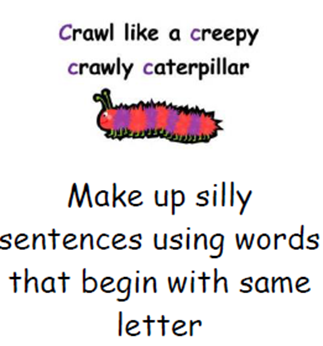 Crawl like a creepy
crawly caterpillar
Make up silly
sentences using words
that begin with same
letter